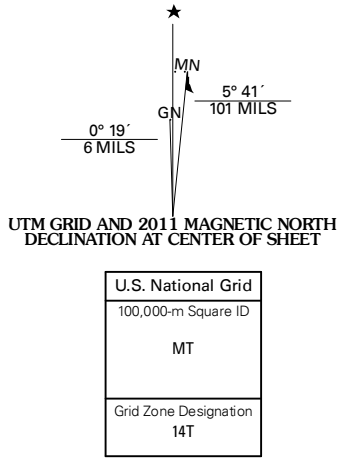 MN
GN
5° 41´
101 MILS
0° 19´
6 MILS
UTM GRID AND 2011 MAGNETIC NORTH
DECLINATION AT CENTER OF SHEET
U.S. National Grid
100,000-m Square ID
MT
Grid Zone Designation
14T